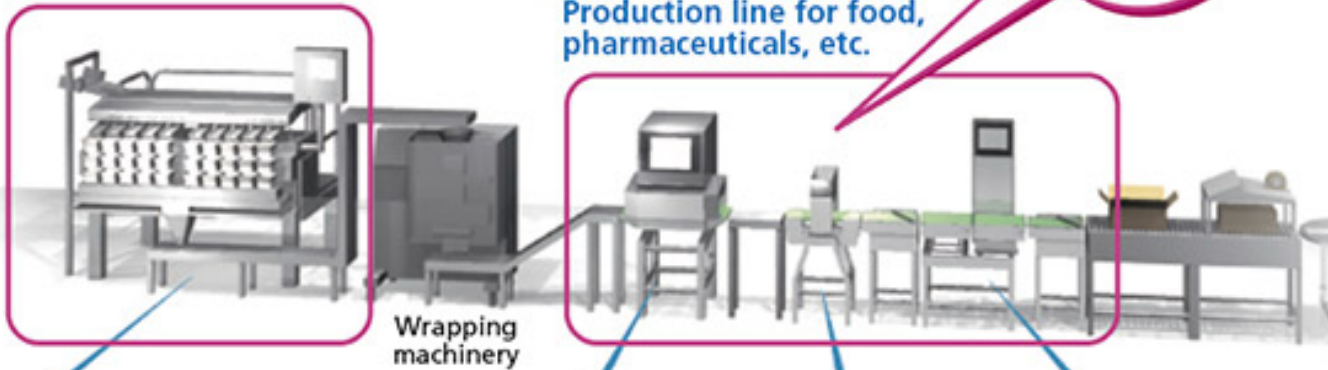 Production line for food,
pharmaceuticals, etc.
Wrapping
machinery